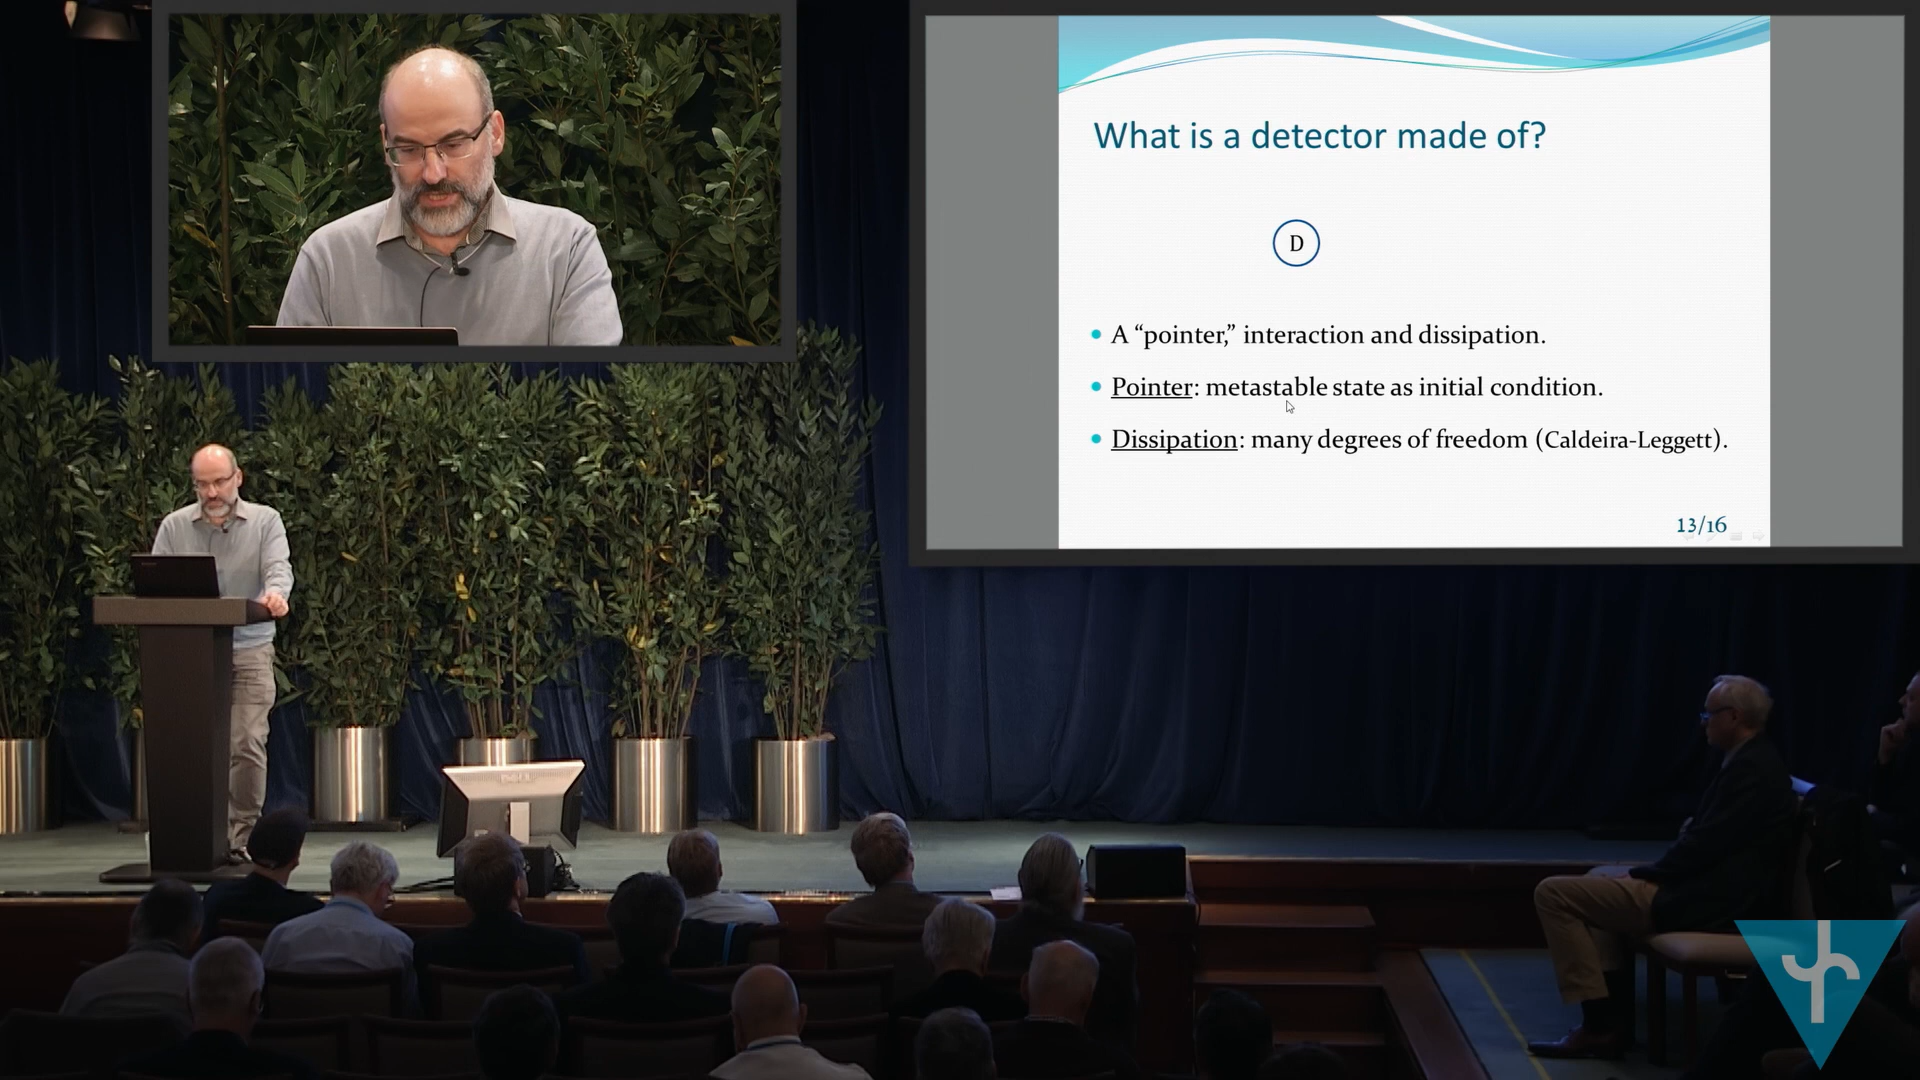 What is a detector made of?
D
• A “pointer,” interaction and dissipation.
• Pointer: metastable state as initial condition.
• Dissipation: many degrees of freedom (Caldeira-Leggett).
13/16